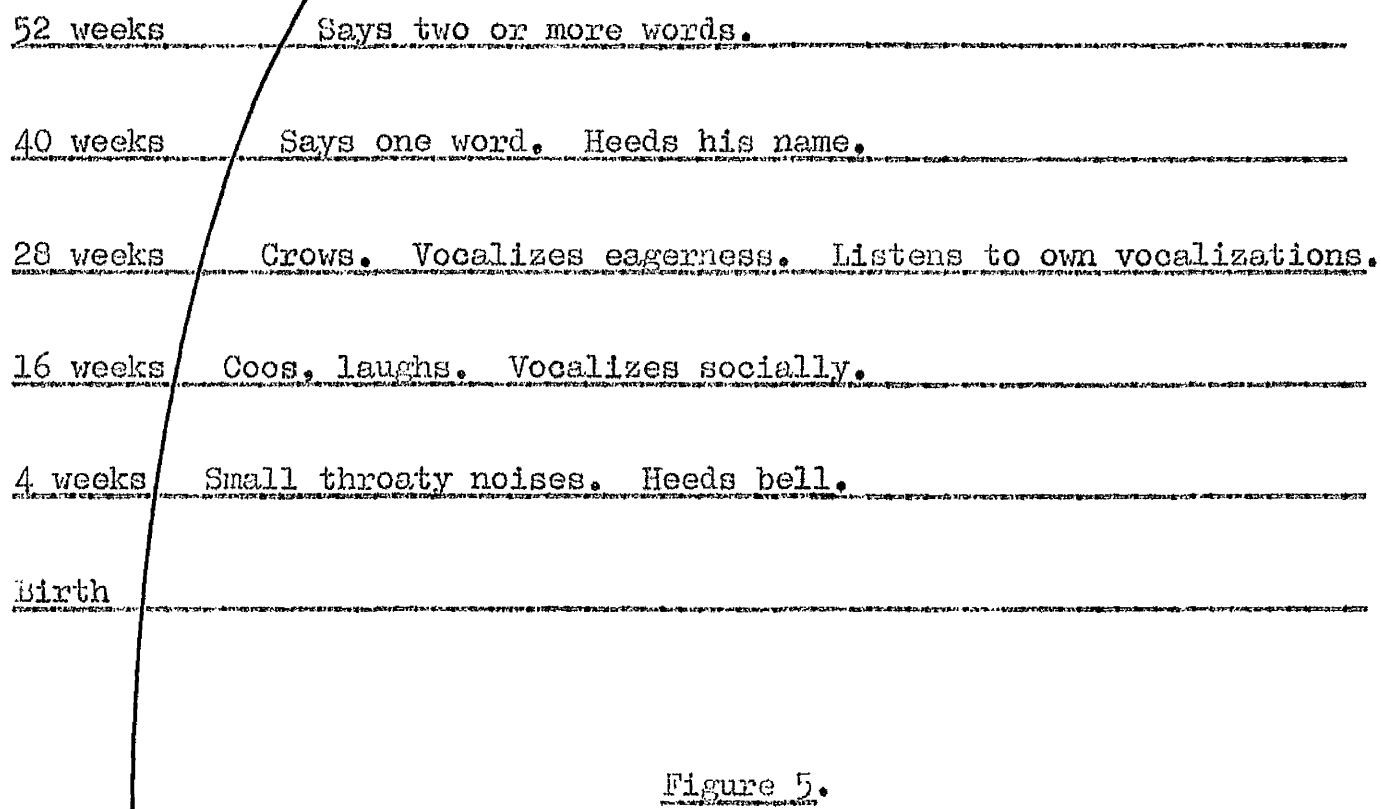 52 weeks Says two or more words.
40 weeks Says one word. Heeds his name.
28 weeks Crows. Vocalizes eagerness. Listens to own vocalizations.
16 weeks Coos, laughs. Vocalizes socially.
4 weeks Small throaty noises. Heeds bell.
Birth
Figure 5.